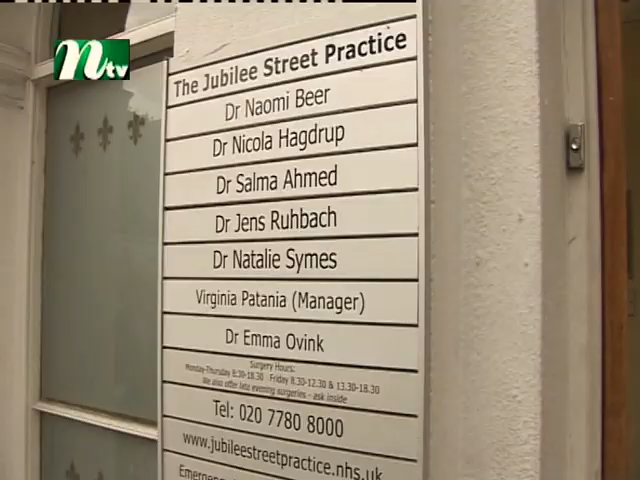 ntv
The Jubilee Street Practice
Dr Naomi Beer
Dr Nicola Hagdrup
Dr Salma Ahmed
Dr Jens Ruhbach
Dr Natalie Symes
Virginia Patania (Manager)
Dr Emma Ovink
Surgery Hours:
Monday-Thursday 8:30-18.30 Friday 8.30-12.30 & 13.30-18.30
We also offer late evening surgeries - ask inside
Tel: 020 7780 8000
www.jubileestreetpractice.nhs.uk